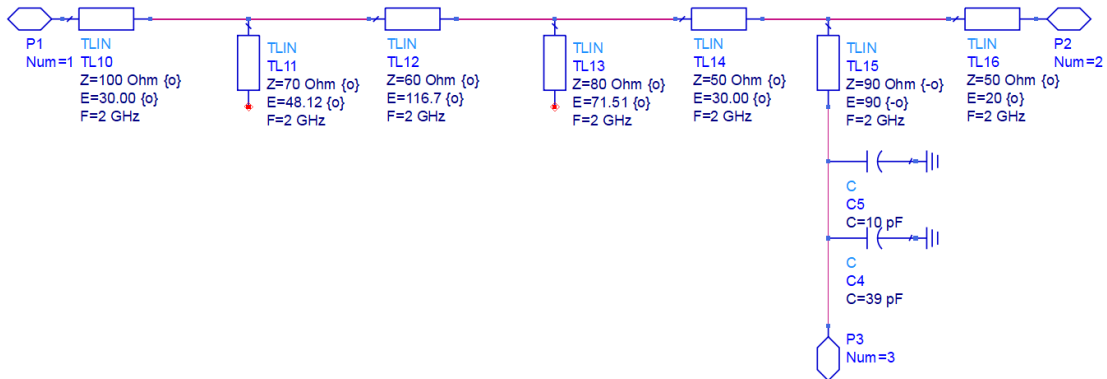 P1
Num=1
TLIN
TL10
Z=100 Ohm {o}
E=30.00 {o}
F=2 GHz
TLIN
TL11
Z=70 Ohm {o}
E=48.12 {o}
F=2 GHz
TLIN
TL12
Z=60 Ohm {o}
E=116.7 {o}
F=2 GHz
TLIN
TL13
Z=80 Ohm {o}
E=71.51 {o}
F=2 GHz
TLIN
TL14
Z=50 Ohm {o}
E=30.00 {o}
F=2 GHz
TLIN
TL15
Z=90 Ohm {-o}
E=90 {-o}
F=2 GHz
TLIN
TL16
Z=50 Ohm {o}
E=20 {o}
F=2 GHz
P2
Num=2
C
C5
C=10 pF
C
C4
C=39 pF
P3
Num=3